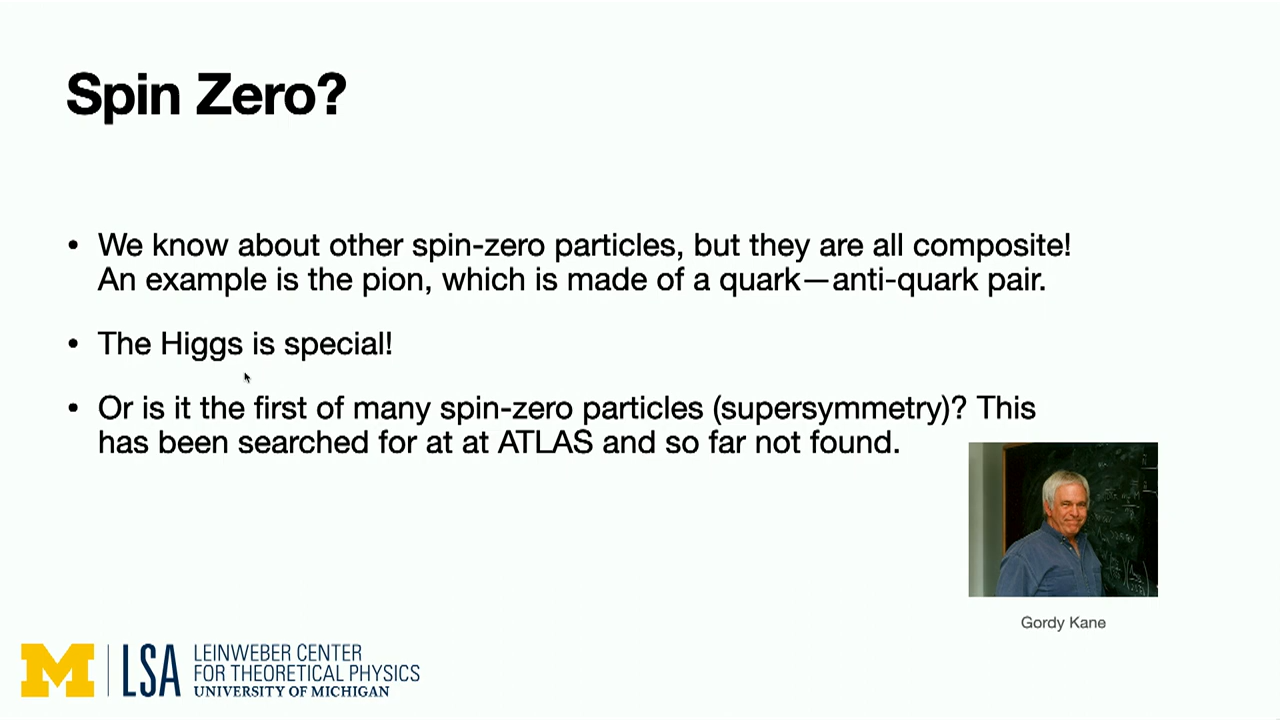 Spin Zero?
• We know about other spin-zero particles, but they are all composite!
An example is the pion, which is made of a quark—anti-quark pair.
• The Higgs is special!
• Or is it the first of many spin-zero particles (supersymmetry)? This
has been searched for at at ATLAS and so far not found.
Gordy Kane
M LSA LEINWEBER CENTER
FOR THEORETICAL PHYSICS
UNIVERSITY OF MICHIGAN